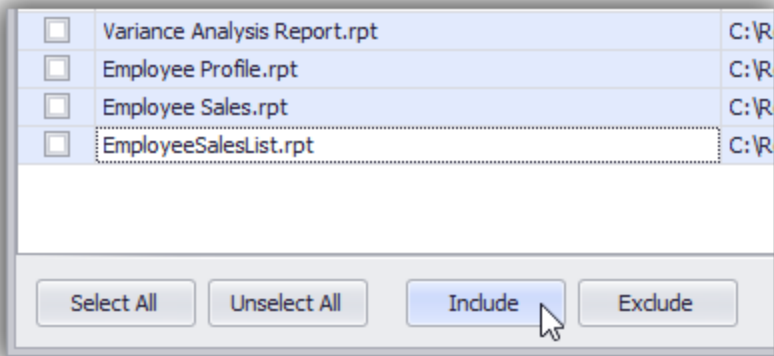 Variance Analysis Report.rpt C:\R
Employee Profile.rpt C:\R
Employee Sales.rpt C:\R
EmployeeSalesList.rpt C:\R
Select All Unselect All Include Exclude